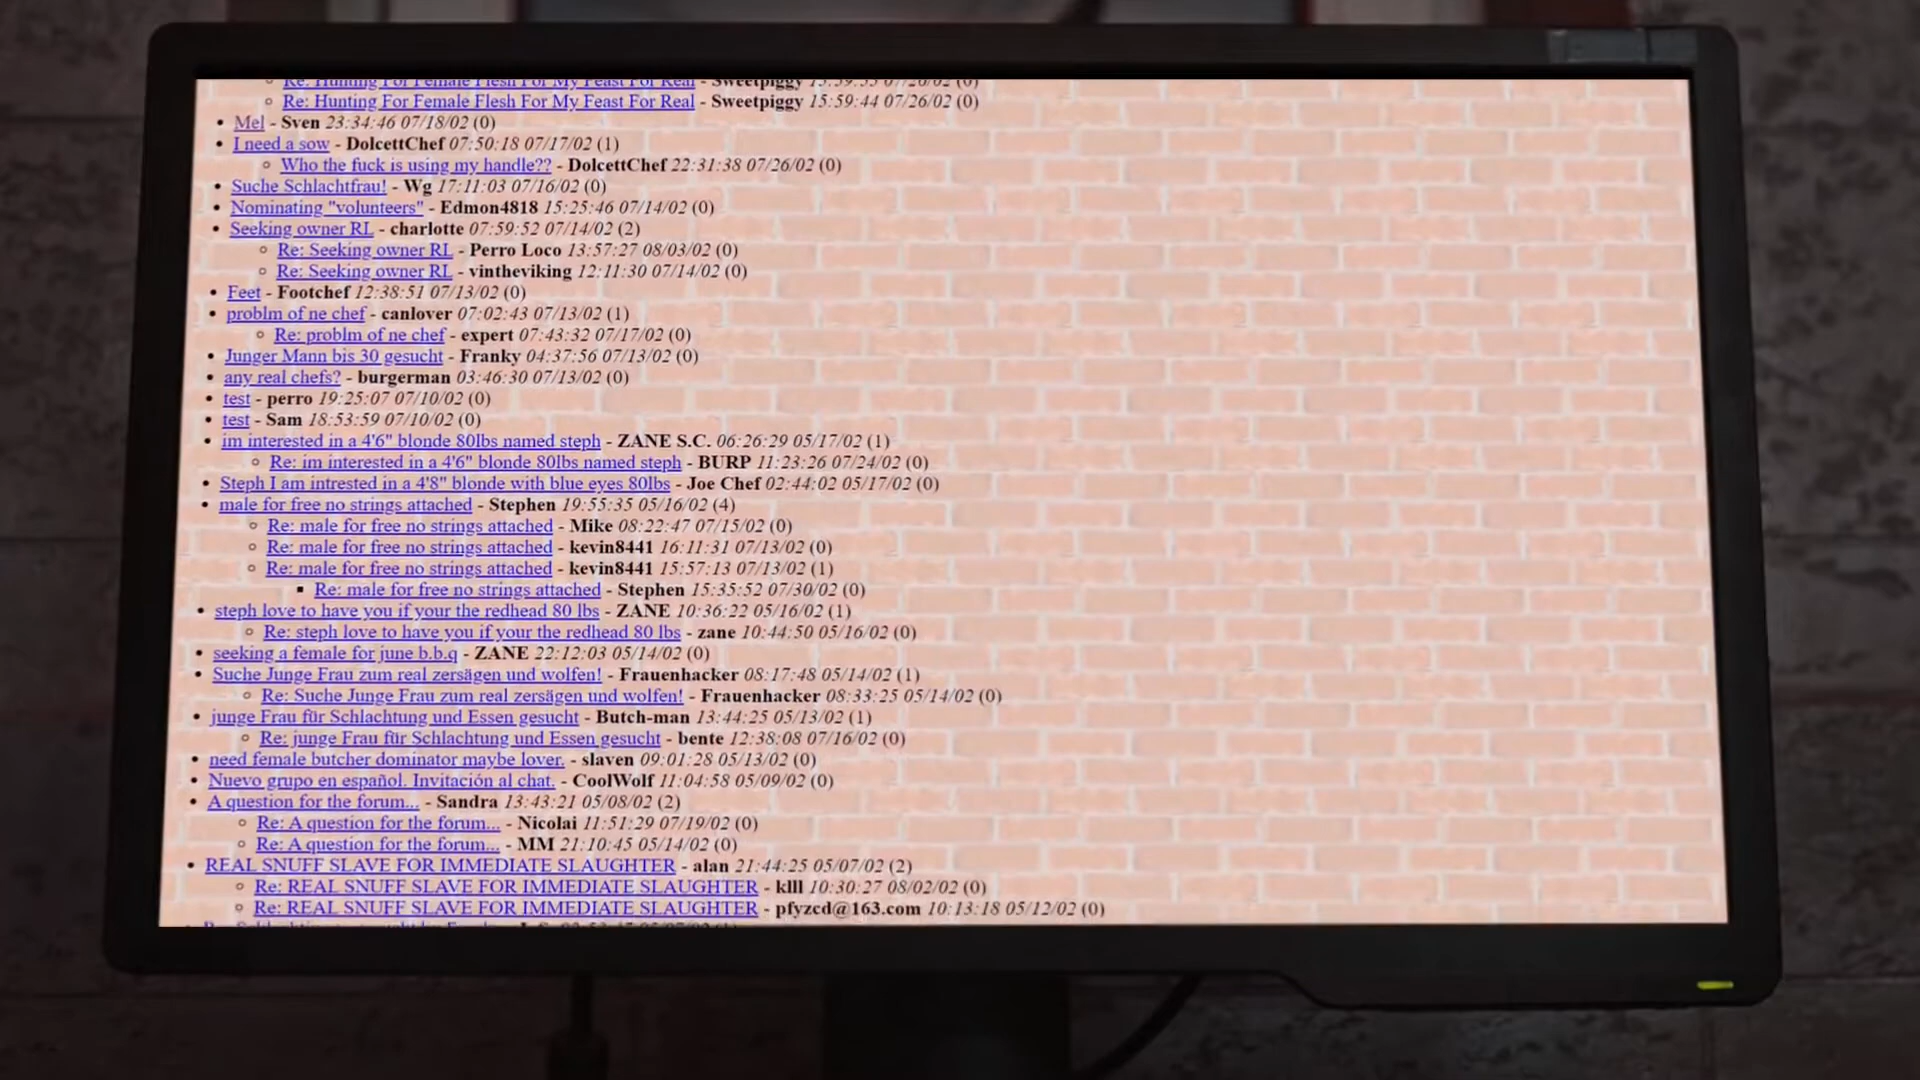 Re: Hunting For Female Flesh For My Feast For Real - Sweetpiggy 15:59:53 07/26/02 (0)
Re: Hunting For Female Flesh For My Feast For Real - Sweetpiggy 15:59:44 07/26/02 (0)
Mel - Sven 23:34:46 07/18/02 (0)
I need a sow - DolcettChef 07:50:18 07/17/02 (1)
Who the fuck is using my handle?? - DolcettChef 22:31:38 07/26/02 (0)
Suche Schlachtfrau! - Wg 17:11:03 07/16/02 (0)
Nominating "volunteers" - Edmon4818 15:25:46 07/14/02 (0)
Seeking owner RL - charlotte 07:59:52 07/14/02 (2)
Re: Seeking owner RL - Perro Loco 13:57:27 08/03/02 (0)
Re: Seeking owner RL - vintheviking 12:11:30 07/14/02 (0)
Feet - Footchef 12:38:51 07/13/02 (0)
problm of ne chef - canlover 07:02:43 07/13/02 (1)
Re: problm of ne chef - expert 07:43:32 07/17/02 (0)
Junger Mann bis 30 gesucht - Franky 04:37:56 07/13/02 (0)
any real chefs? - burgerman 03:46:30 07/13/02 (0)
test - perro 19:25:07 07/10/02 (0)
test - Sam 18:53:59 07/10/02 (0)
im interested in a 4'6" blonde 80lbs named steph - ZANE S.C. 06:26:29 05/17/02 (1)
Re: im interested in a 4'6" blonde 80lbs named steph - BURP 11:23:26 07/24/02 (0)
Steph I am intrested in a 4'8" blonde with blue eyes 80lbs - Joe Chef 02:44:02 05/17/02 (0)
male for free no strings attached - Stephen 19:55:35 05/16/02 (4)
Re: male for free no strings attached - Mike 08:22:47 07/15/02 (0)
Re: male for free no strings attached - kevin8441 16:11:31 07/13/02 (0)
Re: male for free no strings attached - kevin8441 15:57:13 07/13/02 (1)
Re: male for free no strings attached - Stephen 15:35:52 07/30/02 (0)
steph love to have you if your the redhead 80 lbs - ZANE 10:36:22 05/16/02 (1)
Re: steph love to have you if your the redhead 80 lbs - zane 10:44:50 05/16/02 (0)
seeking a female for june b.b.q - ZANE 22:12:03 05/14/02 (0)
Suche Junge Frau zum real zersägen und wolfen! - Frauenhacker 08:17:48 05/14/02 (1)
Re: Suche Junge Frau zum real zersägen und wolfen! - Frauenhacker 08:33:25 05/14/02 (0)
junge Frau für Schlachtung und Essen gesucht - Butch-man 13:44:25 05/13/02 (1)
Re: junge Frau für Schlachtung und Essen gesucht - bente 12:38:08 07/16/02 (0)
need female butcher dominator maybe lover. - slaven 09:01:28 05/13/02 (0)
Nuevo grupo en español. Invitación al chat. - CoolWolf 11:04:58 05/09/02 (0)
A question for the forum... - Sandra 13:43:21 05/08/02 (2)
Re: A question for the forum... - Nicolai 11:51:29 07/19/02 (0)
Re: A question for the forum... - MM 21:10:45 05/14/02 (0)
REAL SNUFF SLAVE FOR IMMEDIATE SLAUGHTER - alan 21:44:25 05/07/02 (2)
Re: REAL SNUFF SLAVE FOR IMMEDIATE SLAUGHTER - klll 10:30:27 08/02/02 (0)
Re: REAL SNUFF SLAVE FOR IMMEDIATE SLAUGHTER - pfyzcd@163.com 10:13:18 05/12/02 (0)